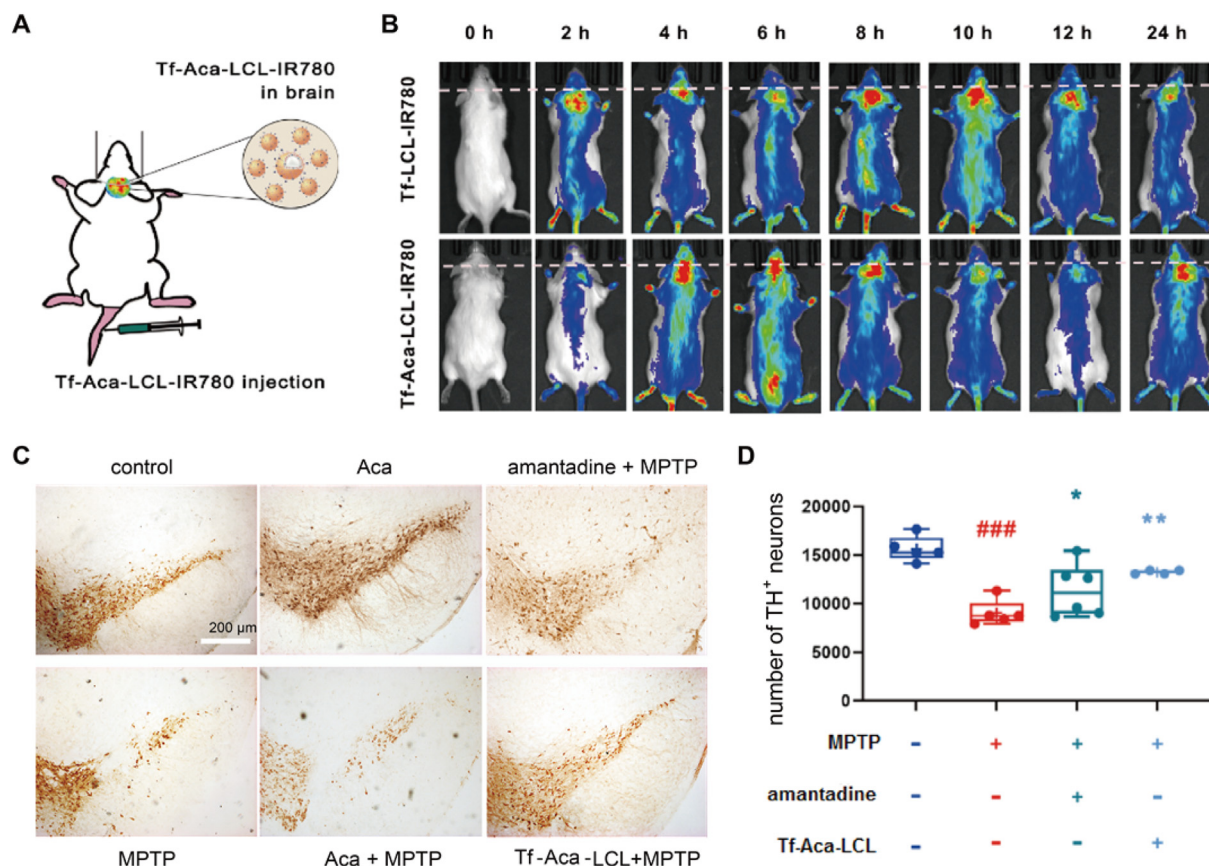 A
Tf-Aca-LCL-IR780
in brain
Tf-Aca-LCL-IR780 injection
B
0 h 2 h 4 h 6 h 8 h 10 h 12 h 24 h
Tf-LCL-IR780
Tf-Aca-LCL-IR780
C
control Aca amantadine + MPTP
200 µm
MPTP Aca + MPTP Tf-Aca-LCL+MPTP
D
number of TH⁺ neurons
20000
15000
10000
5000
0
### * **
MPTP - + + +
amantadine - - + -
Tf-Aca-LCL - - - +